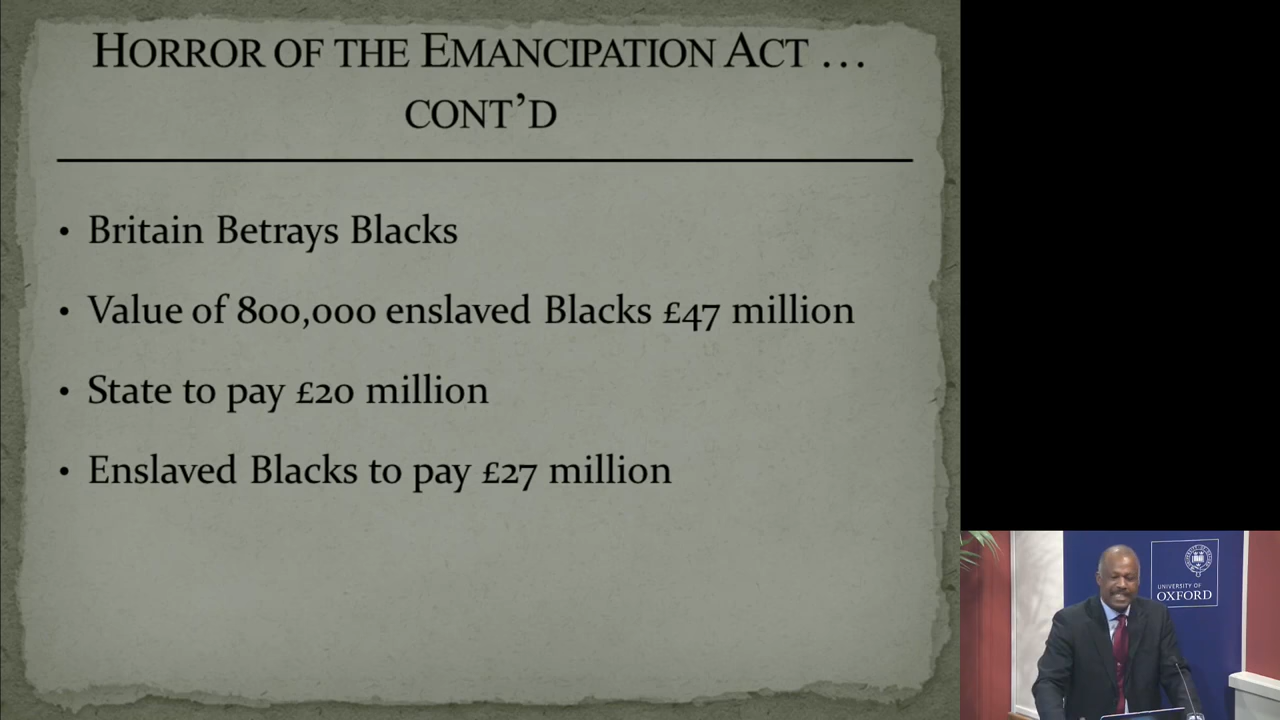 HORROR OF THE EMANCIPATION ACT …
CONT’D
• Britain Betrays Blacks
• Value of 800,000 enslaved Blacks £47 million
• State to pay £20 million
• Enslaved Blacks to pay £27 million
UNIVERSITY OF
OXFORD